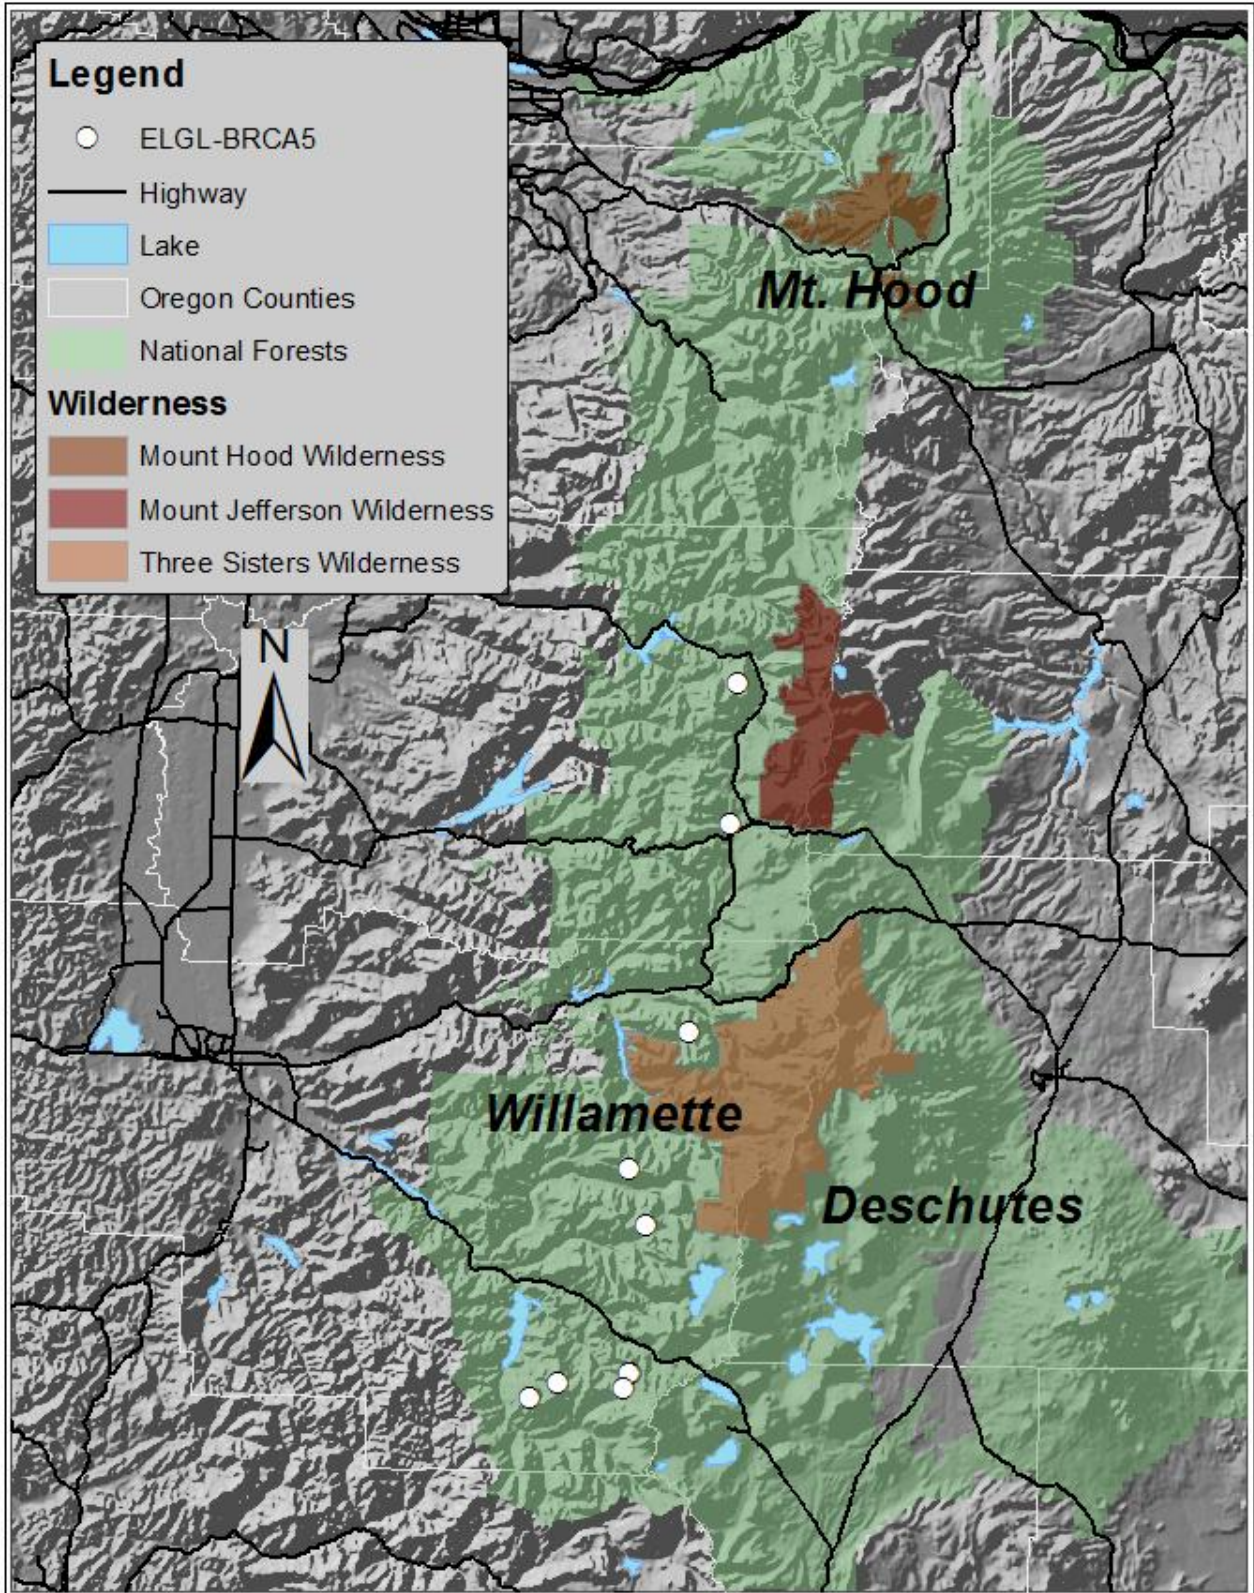 Legend
ELGL-BRCA5
Highway
Lake
Oregon Counties
National Forests
Wilderness
Mount Hood Wilderness
Mount Jefferson Wilderness
Three Sisters Wilderness
N
Mt. Hood
Willamette
Deschutes